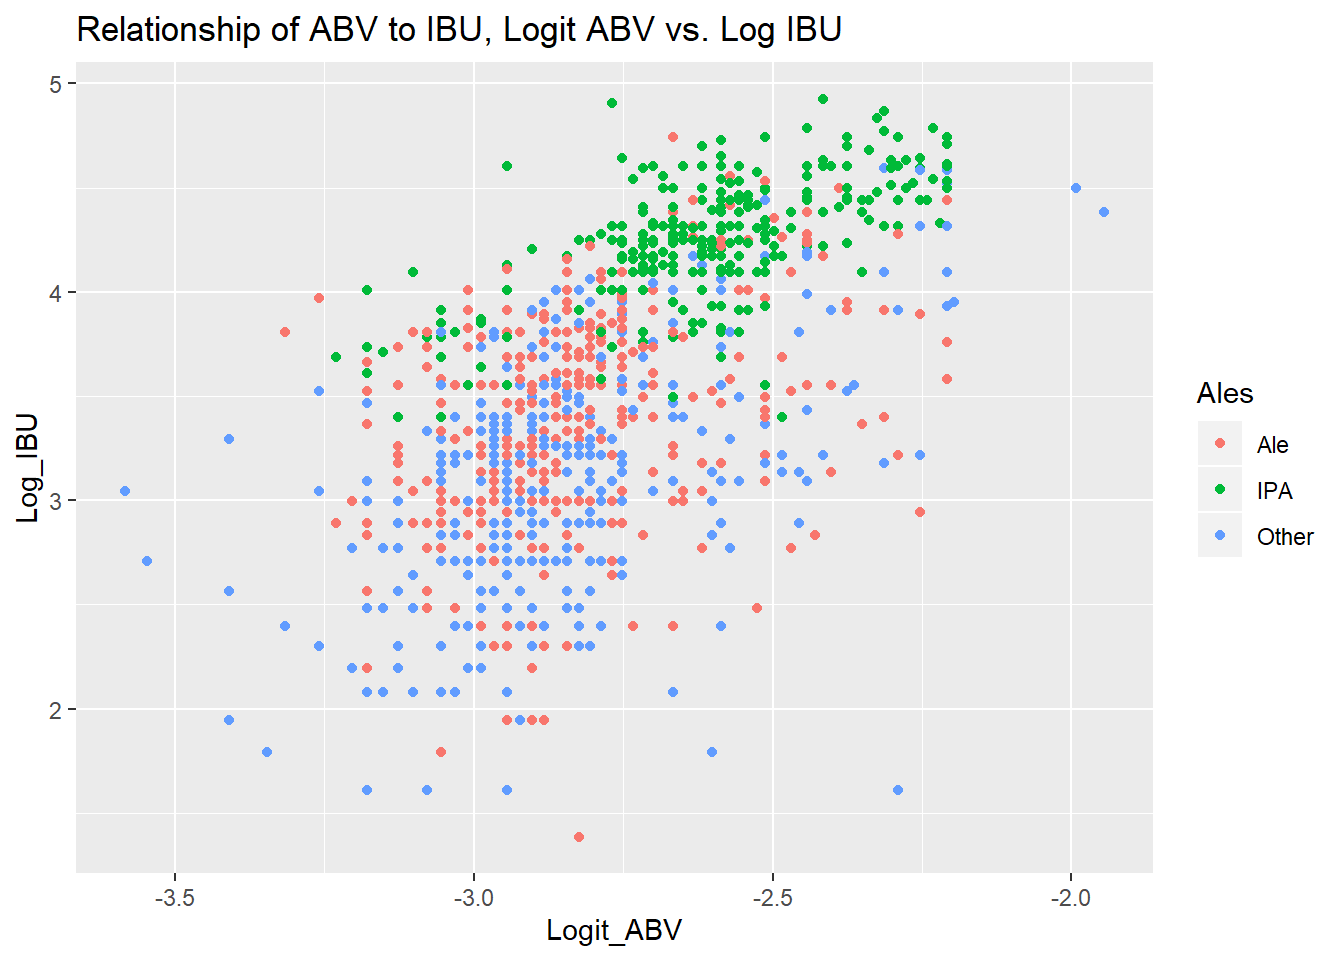 Relationship of ABV to IBU, Logit ABV vs. Log IBU
5
4
3
2
Log_IBU
-3.5
-3.0
-2.5
-2.0
Logit_ABV
Ales
Ale
IPA
Other